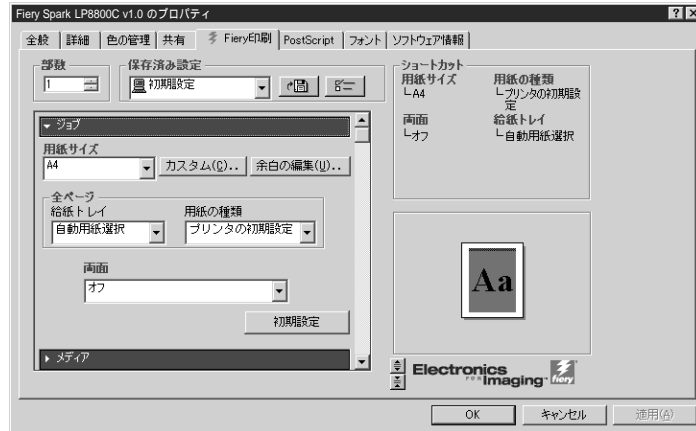 Fiery Spark LP8800C v1.0 のプロパティ
全般 詳細 色の管理 共有 Fiery印刷 PostScript フォント ソフトウェア情報
部数
1
保存済み設定
初期設定
ジョブ
用紙サイズ
A4
カスタム(C)..
余白の編集(U)..
全ページ
給紙トレイ 用紙の種類
自動用紙選択 プリンタの初期設定
両面
オフ
初期設定
メディア
ショートカット
用紙サイズ 用紙の種類
A4 プリンタの初期設
定
両面 給紙トレイ
オフ 自動用紙選択
Aa
Electronics
FOR Imaging
fiery
OK キャンセル 適用(A)